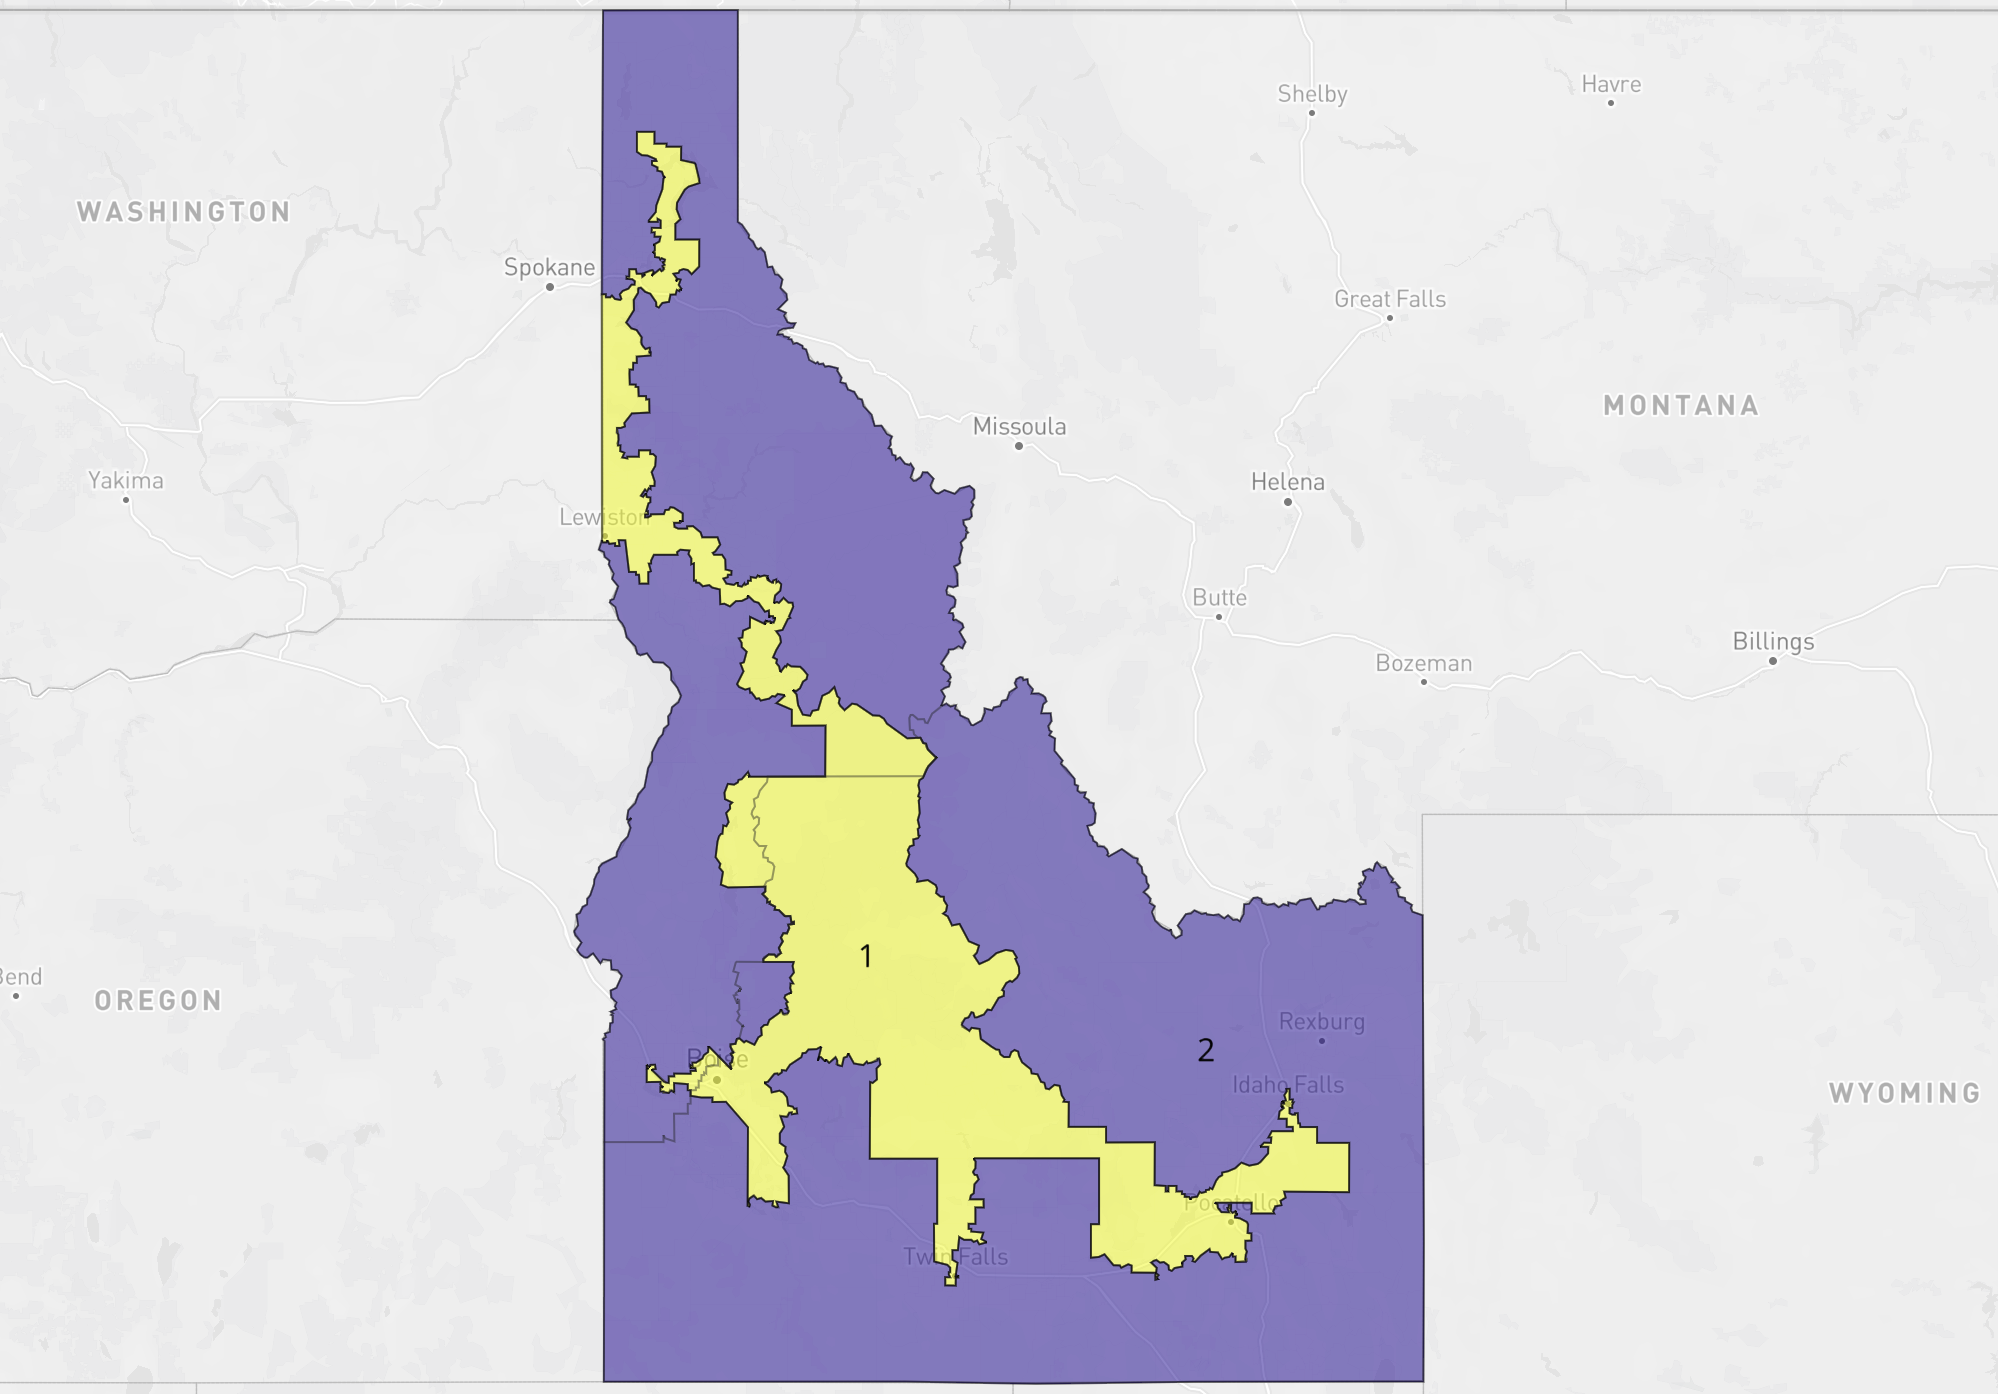 Havre
Shelby
WASHINGTON
Spokane
Great Falls
MONTANA
Missoula
Yakima
Helena
Lewiston
Butte
Billings
Bozeman
1
end
OREGON
Rexburg
2
Boise
Idaho Falls
WYOMING
Pocatello
Twin Falls